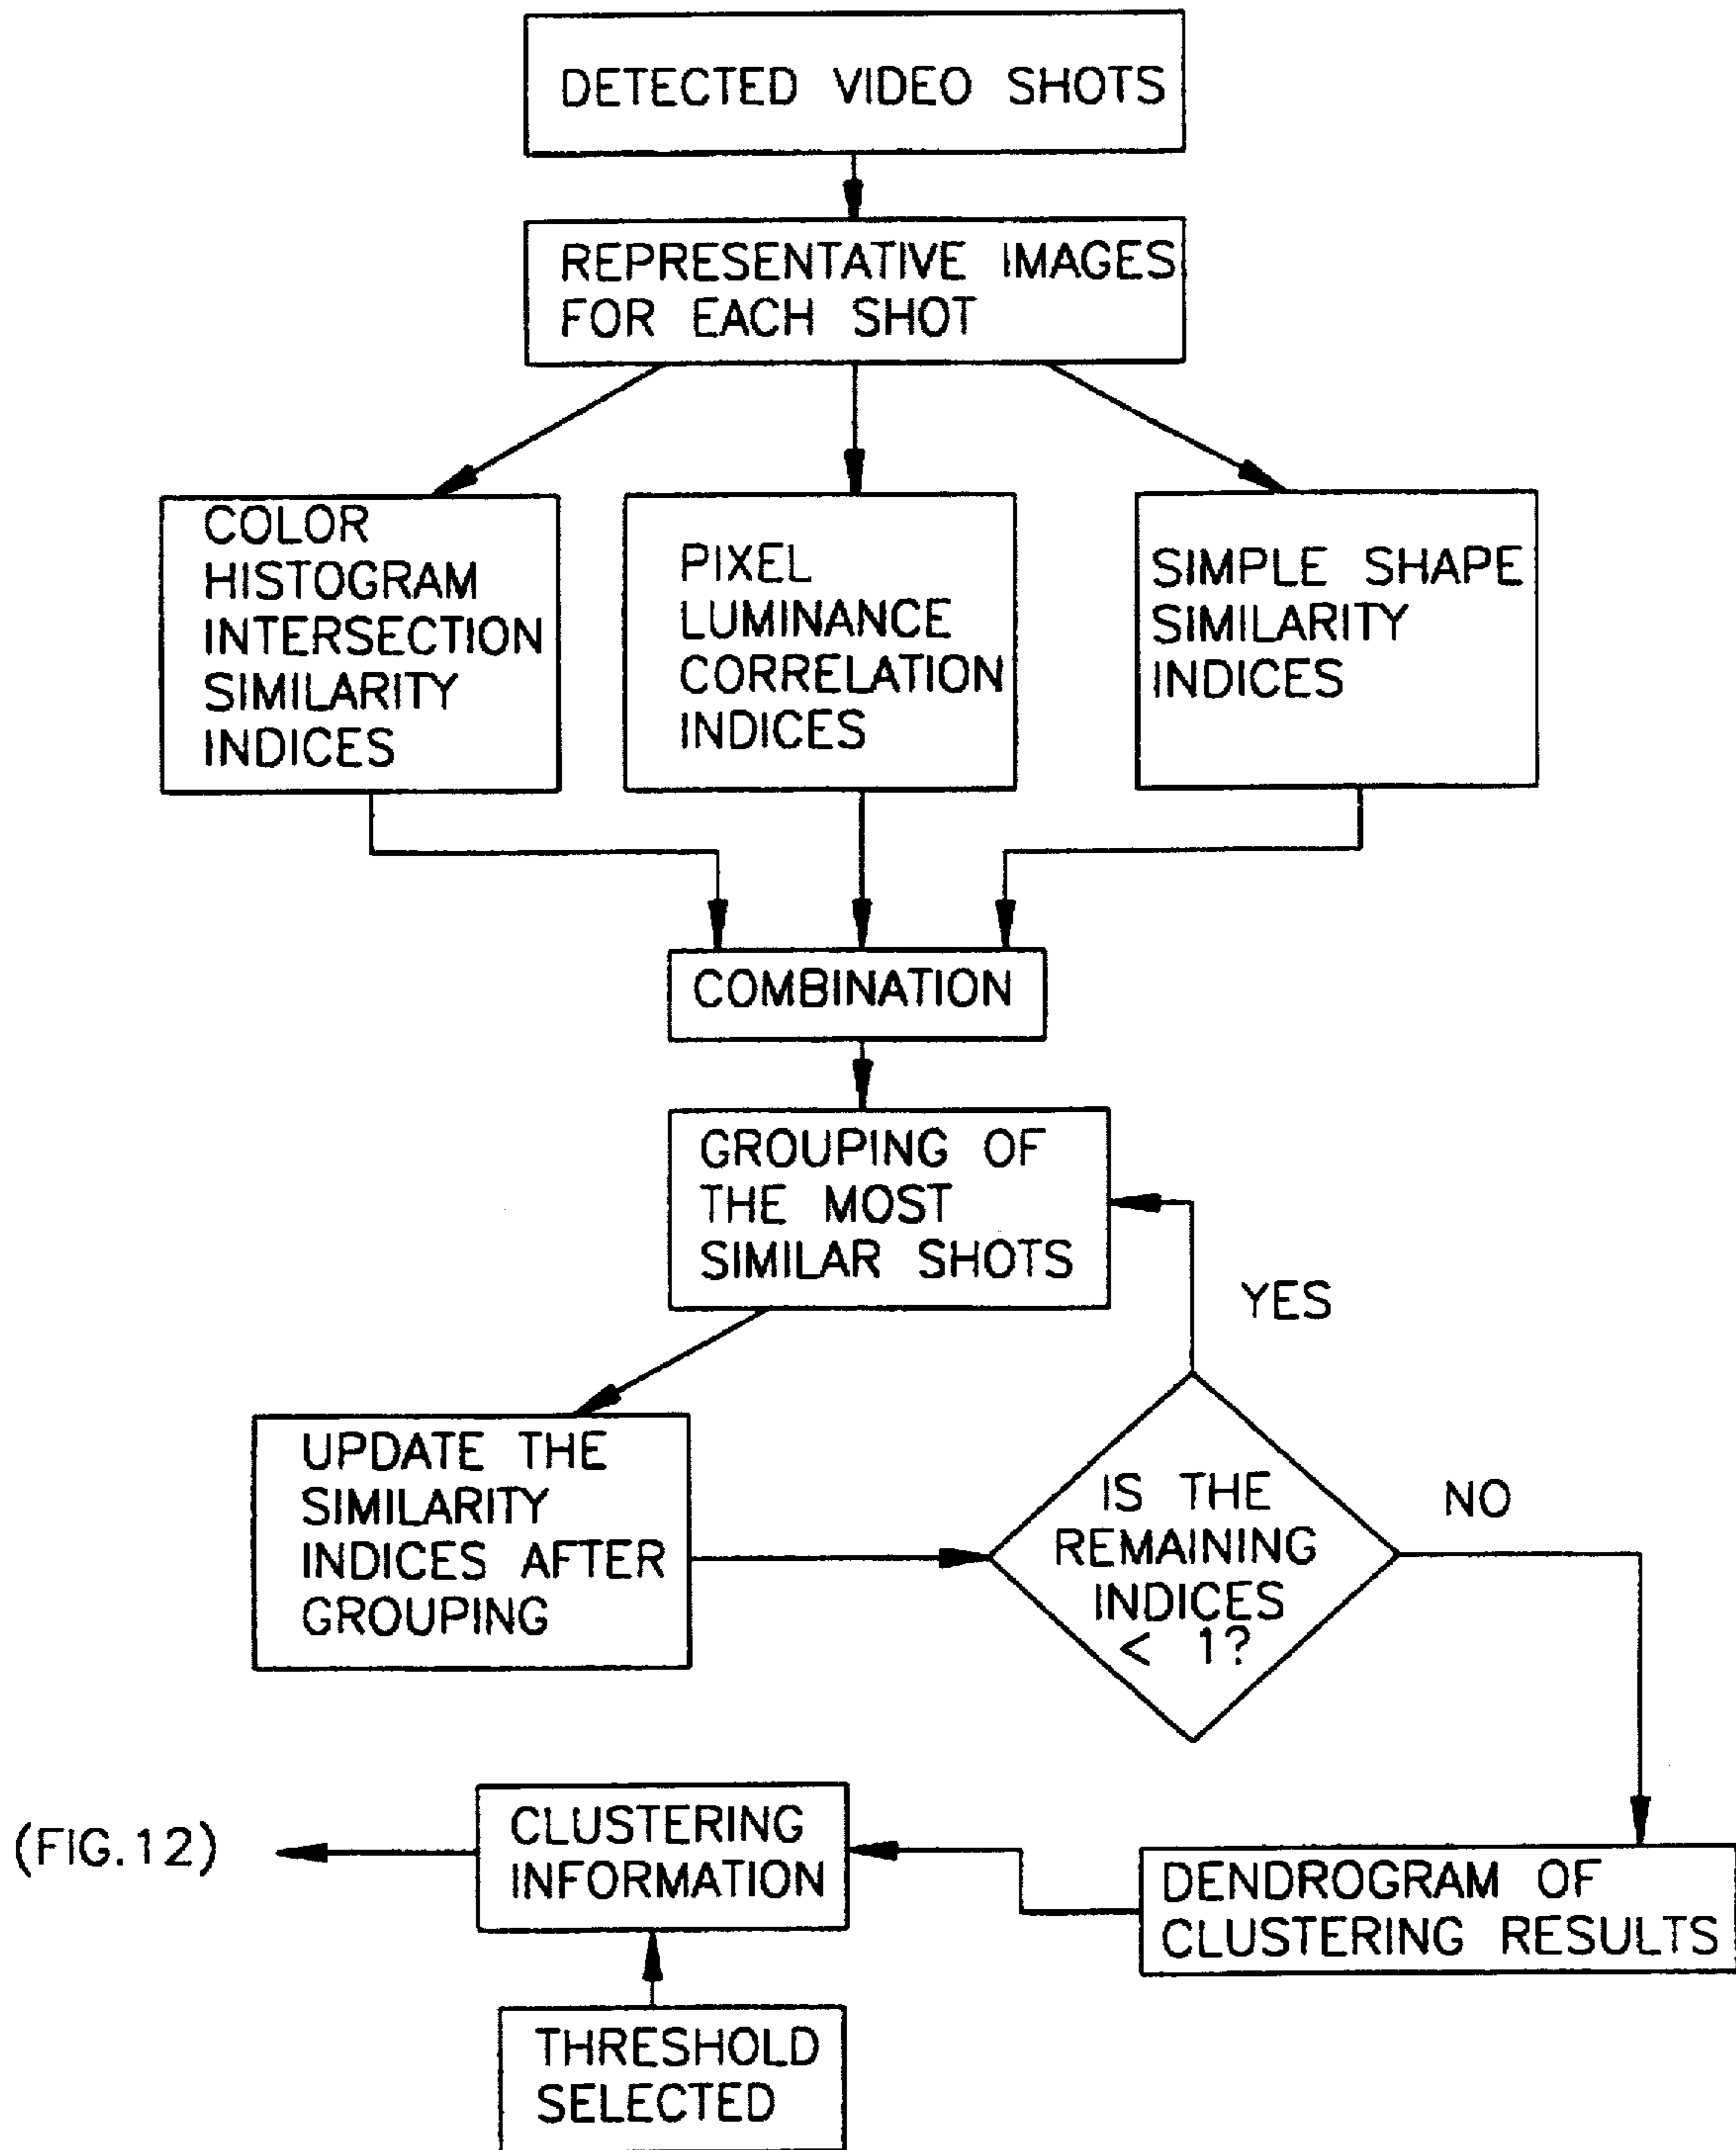 DETECTED VIDEO SHOTS
REPRESENTATIVE IMAGES
FOR EACH SHOT
COLOR
HISTOGRAM
INTERSECTION
SIMILARITY
INDICES
PIXEL
LUMINANCE
CORRELATION
INDICES
SIMPLE SHAPE
SIMILARITY
INDICES
COMBINATION
GROUPING OF
THE MOST
SIMILAR SHOTS
YES
UPDATE THE
SIMILARITY
INDICES AFTER
GROUPING
IS THE
REMAINING
INDICES
< 1?
NO
(FIG.12)
CLUSTERING
INFORMATION
DENDROGRAM OF
CLUSTERING RESULTS
THRESHOLD
SELECTED